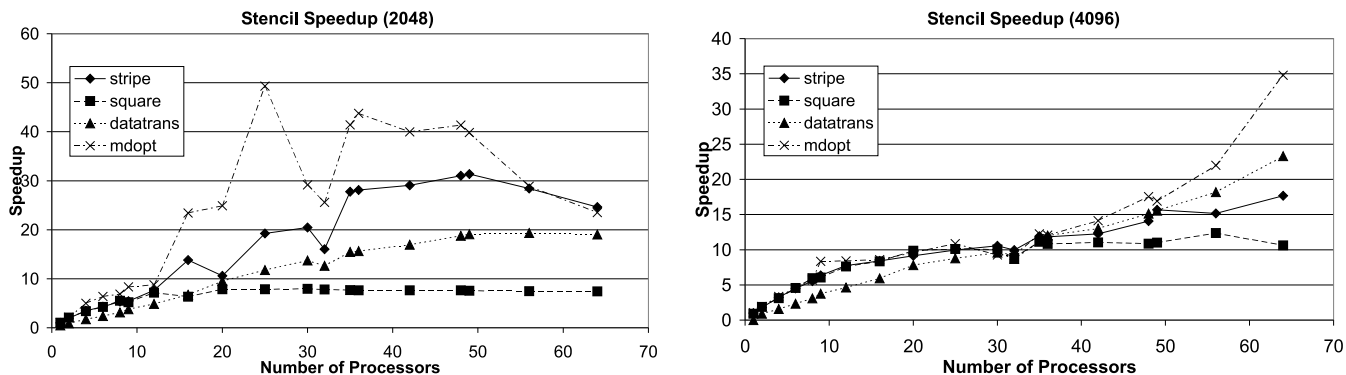 Stencil Speedup (2048)
60
50
40
30
20
10
0
Speedup
stripe
square
datatrans
mdopt
0 10 20 30 40 50 60 70
Number of Processors
Stencil Speedup (4096)
40
35
30
25
20
15
10
5
0
Speedup
stripe
square
datatrans
mdopt
0 10 20 30 40 50 60 70
Number of Processors